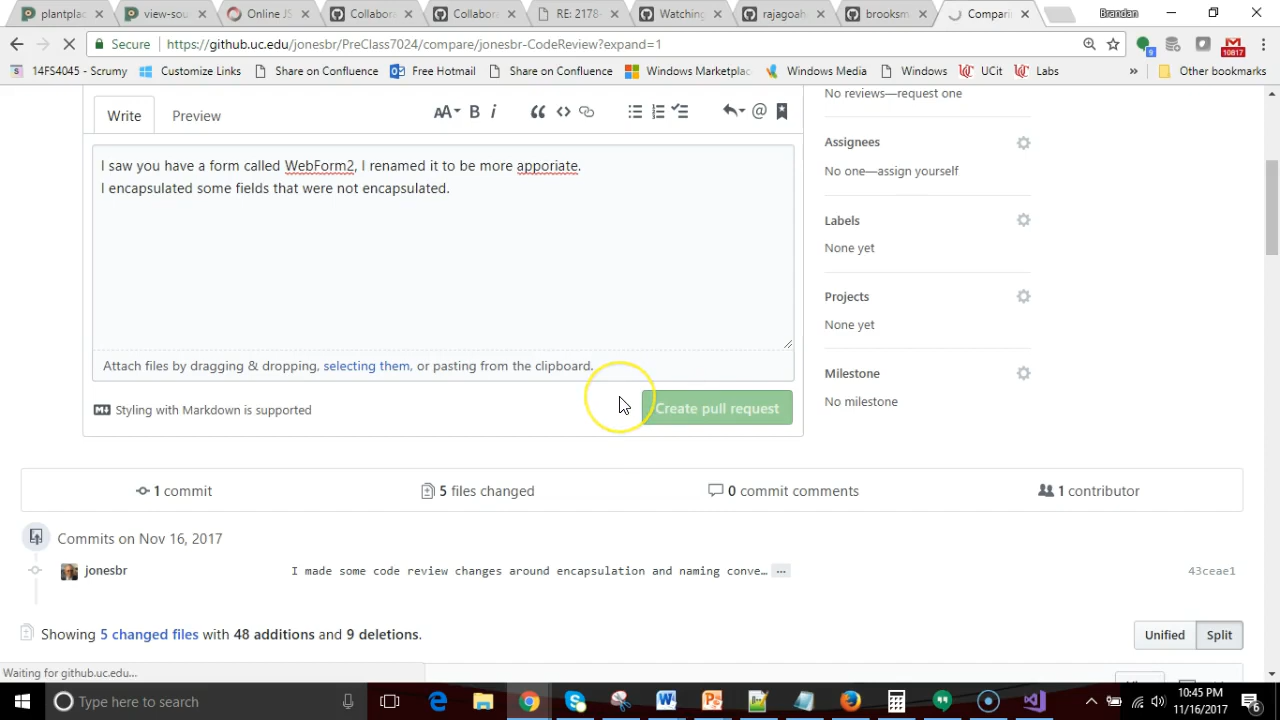 plantplac
view-sour
Online JS
Collabora
Collabora
RE: 2178-
Watching
rajagoah
brooksm
Comparin
Brandan
Secure
https://github.uc.edu/jonesbr/PreClass7024/compare/jonesbr-CodeReview?expand=1
9
10817
14FS4045 - Scrumy
Customize Links
Share on Confluence
Free Hotmail
Share on Confluence
Windows Marketplac
Windows Media
Windows
UCit
Labs
»
Other bookmarks
Write
Preview
AA
B
i
@
I saw you have a form called WebForm2, I renamed it to be more apporiate.
I encapsulated some fields that were not encapsulated.
Attach files by dragging & dropping, selecting them, or pasting from the clipboard.
Styling with Markdown is supported
Create pull request
No reviews—request one
Assignees
No one—assign yourself
Labels
None yet
Projects
None yet
Milestone
No milestone
1 commit
5 files changed
0 commit comments
1 contributor
Commits on Nov 16, 2017
jonesbr
I made some code review changes around encapsulation and naming conve… …
43ceae1
Showing 5 changed files with 48 additions and 9 deletions.
Unified
Split
Waiting for github.uc.edu...
Type here to search
10:45 PM
11/16/2017
6